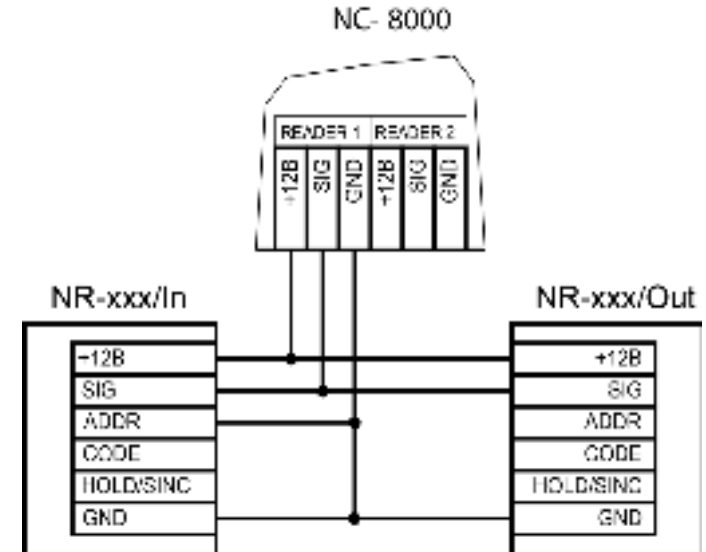 NC- 8000
READER 1 READER 2
+12В SIG GND +12В SIG GND
NR-xxx/In
NR-xxx/Out
+12В
SIG
ADDR
CODE
HOLD/SINC
GND
+12В
SIG
ADDR
CODE
HOLD/SINC
GND